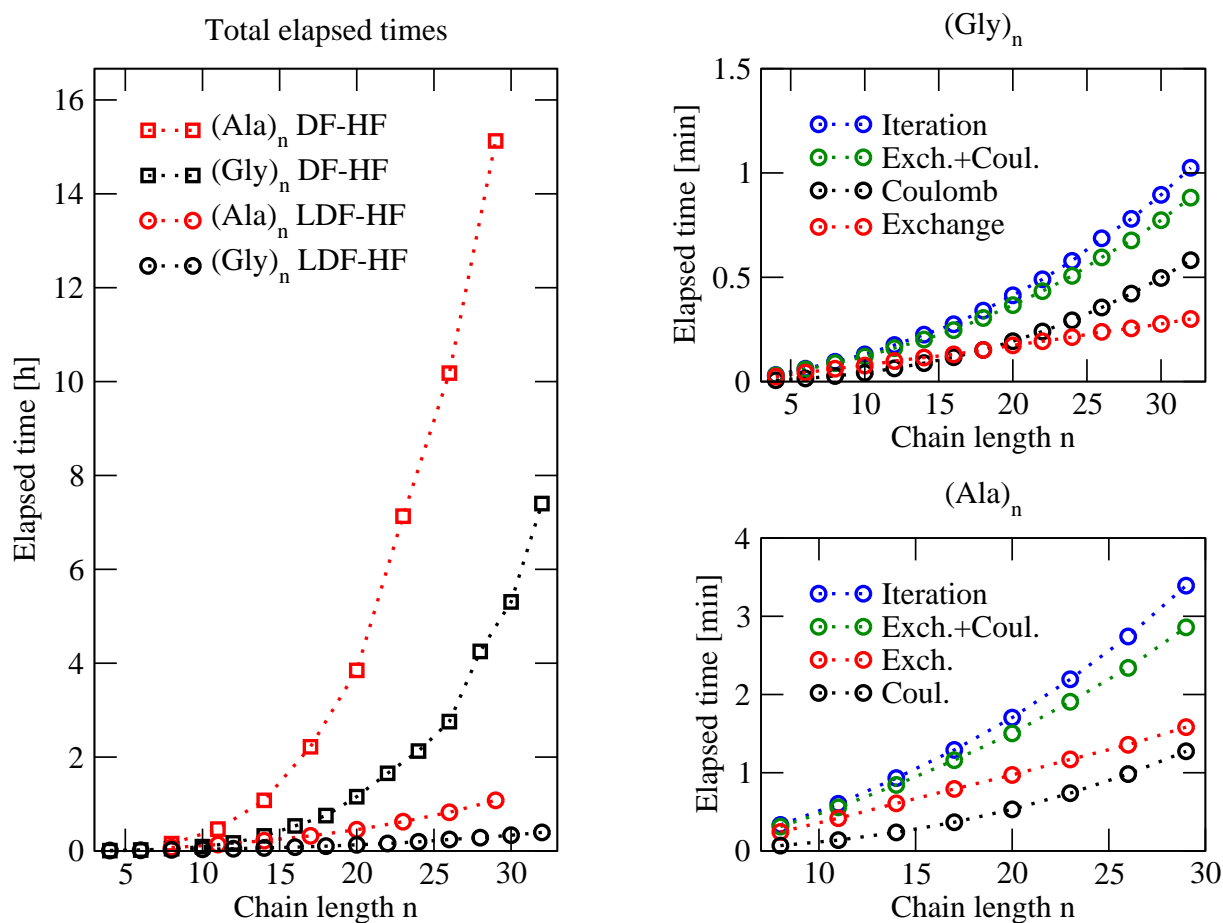 Total elapsed times
16
14
12
10
8
6
4
2
0
5 10 15 20 25 30
Elapsed time [h]
Chain length n
(Ala)n DF-HF
(Gly)n DF-HF
(Ala)n LDF-HF
(Gly)n LDF-HF
(Gly)n
1.5
1
0.5
0
5 10 15 20 25 30
Elapsed time [min]
Chain length n
Iteration
Exch.+Coul.
Coulomb
Exchange
(Ala)n
4
3
2
1
0
10 15 20 25 30
Elapsed time [min]
Chain length n
Iteration
Exch.+Coul.
Exch.
Coul.